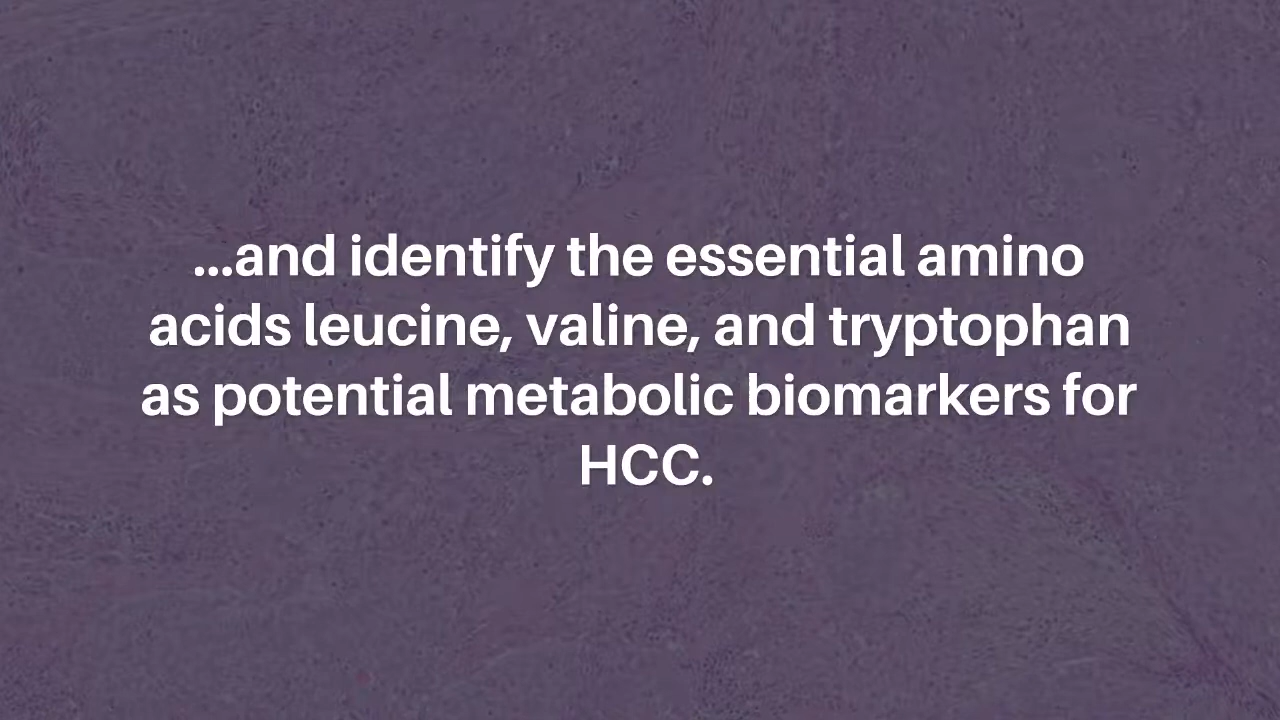 ...and identify the essential amino
acids leucine, valine, and tryptophan
as potential metabolic biomarkers for
HCC.